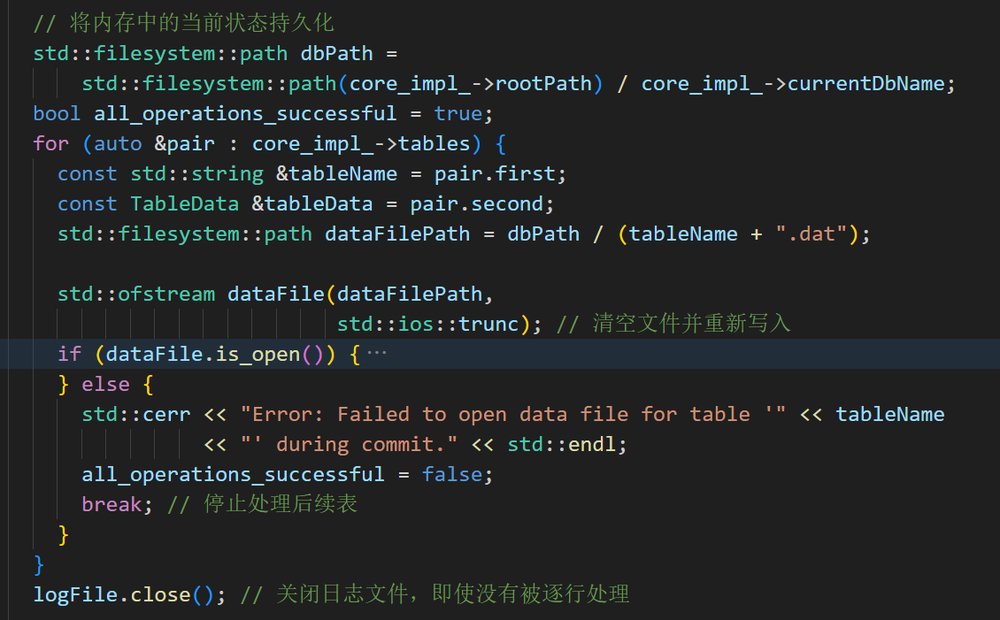 // 将内存中的当前状态持久化
std::filesystem::path dbPath =
    std::filesystem::path(core_impl_->rootPath) / core_impl_->currentDbName;
bool all_operations_successful = true;
for (auto &pair : core_impl_->tables) {
  const std::string &tableName = pair.first;
  const TableData &tableData = pair.second;
  std::filesystem::path dataFilePath = dbPath / (tableName + ".dat");

  std::ofstream dataFile(dataFilePath,
                         std::ios::trunc); // 清空文件并重新写入
  if (dataFile.is_open()) { ···
  } else {
    std::cerr << "Error: Failed to open data file for table '" << tableName
              << "' during commit." << std::endl;
    all_operations_successful = false;
    break; // 停止处理后续表
  }
}
logFile.close(); // 关闭日志文件，即使没有被逐行处理